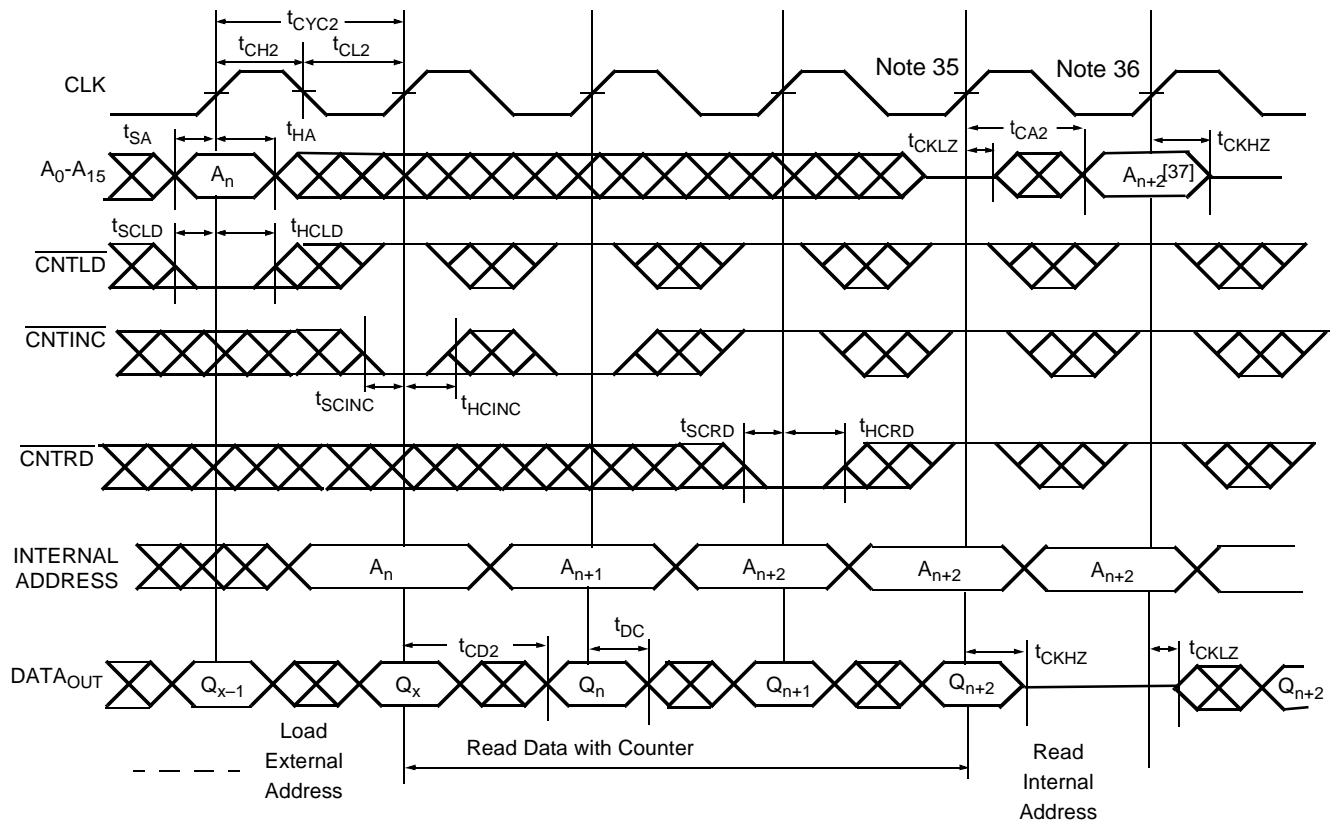 tCYC2
tCH2 tCL2
CLK Note 35 Note 36
tSA tHA tCKLZ tCA2 tCKHZ
A0-A15 An An+2[37]
tSCLD tHCLD
CNTLD
CNTINC
tSCINC tHCINC
tSCRD tHCRD
CNTRD
INTERNAL
ADDRESS An An+1 An+2 An+2 An+2
tCD2 tDC tCKHZ tCKLZ
DATAOUT Qx–1 Qx Qn Qn+1 Qn+2 Qn+2
Load
External
Address
Read Data with Counter
Read
Internal
Address